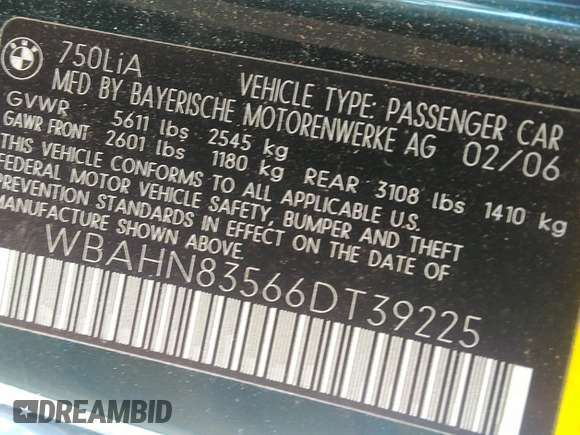 BMW
750LiA VEHICLE TYPE: PASSENGER CAR
MFD BY BAYERISCHE MOTORENWERKE AG 02/06
GVWR 5611 lbs 2545 kg
GAWR FRONT 2601 lbs 1180 kg REAR 3108 lbs 1410 kg
THIS VEHICLE CONFORMS TO ALL APPLICABLE U.S.
FEDERAL MOTOR VEHICLE SAFETY, BUMPER AND THEFT
PREVENTION STANDARDS IN EFFECT ON THE DATE OF
MANUFACTURE SHOWN ABOVE.
WBAHN83566DT39225
DREAMBID